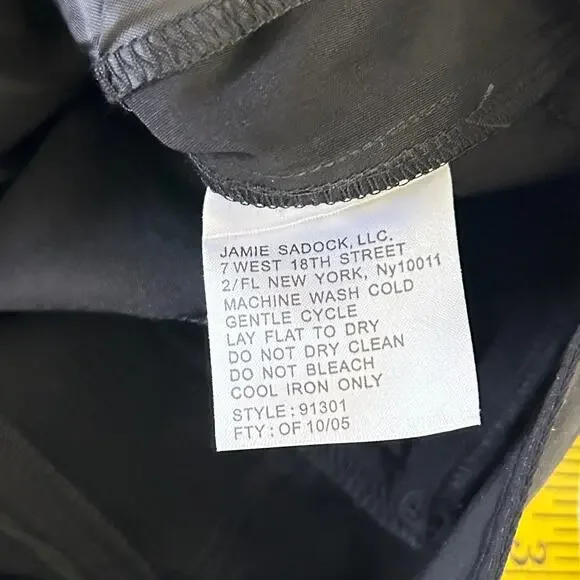 JAMIE SADOCK, LLC.
7 WEST 18TH STREET
2/FL NEW YORK, Ny10011
MACHINE WASH COLD
GENTLE CYCLE
LAY FLAT TO DRY
DO NOT DRY CLEAN
DO NOT BLEACH
COOL IRON ONLY
STYLE: 91301
FTY: OF 10/05
3